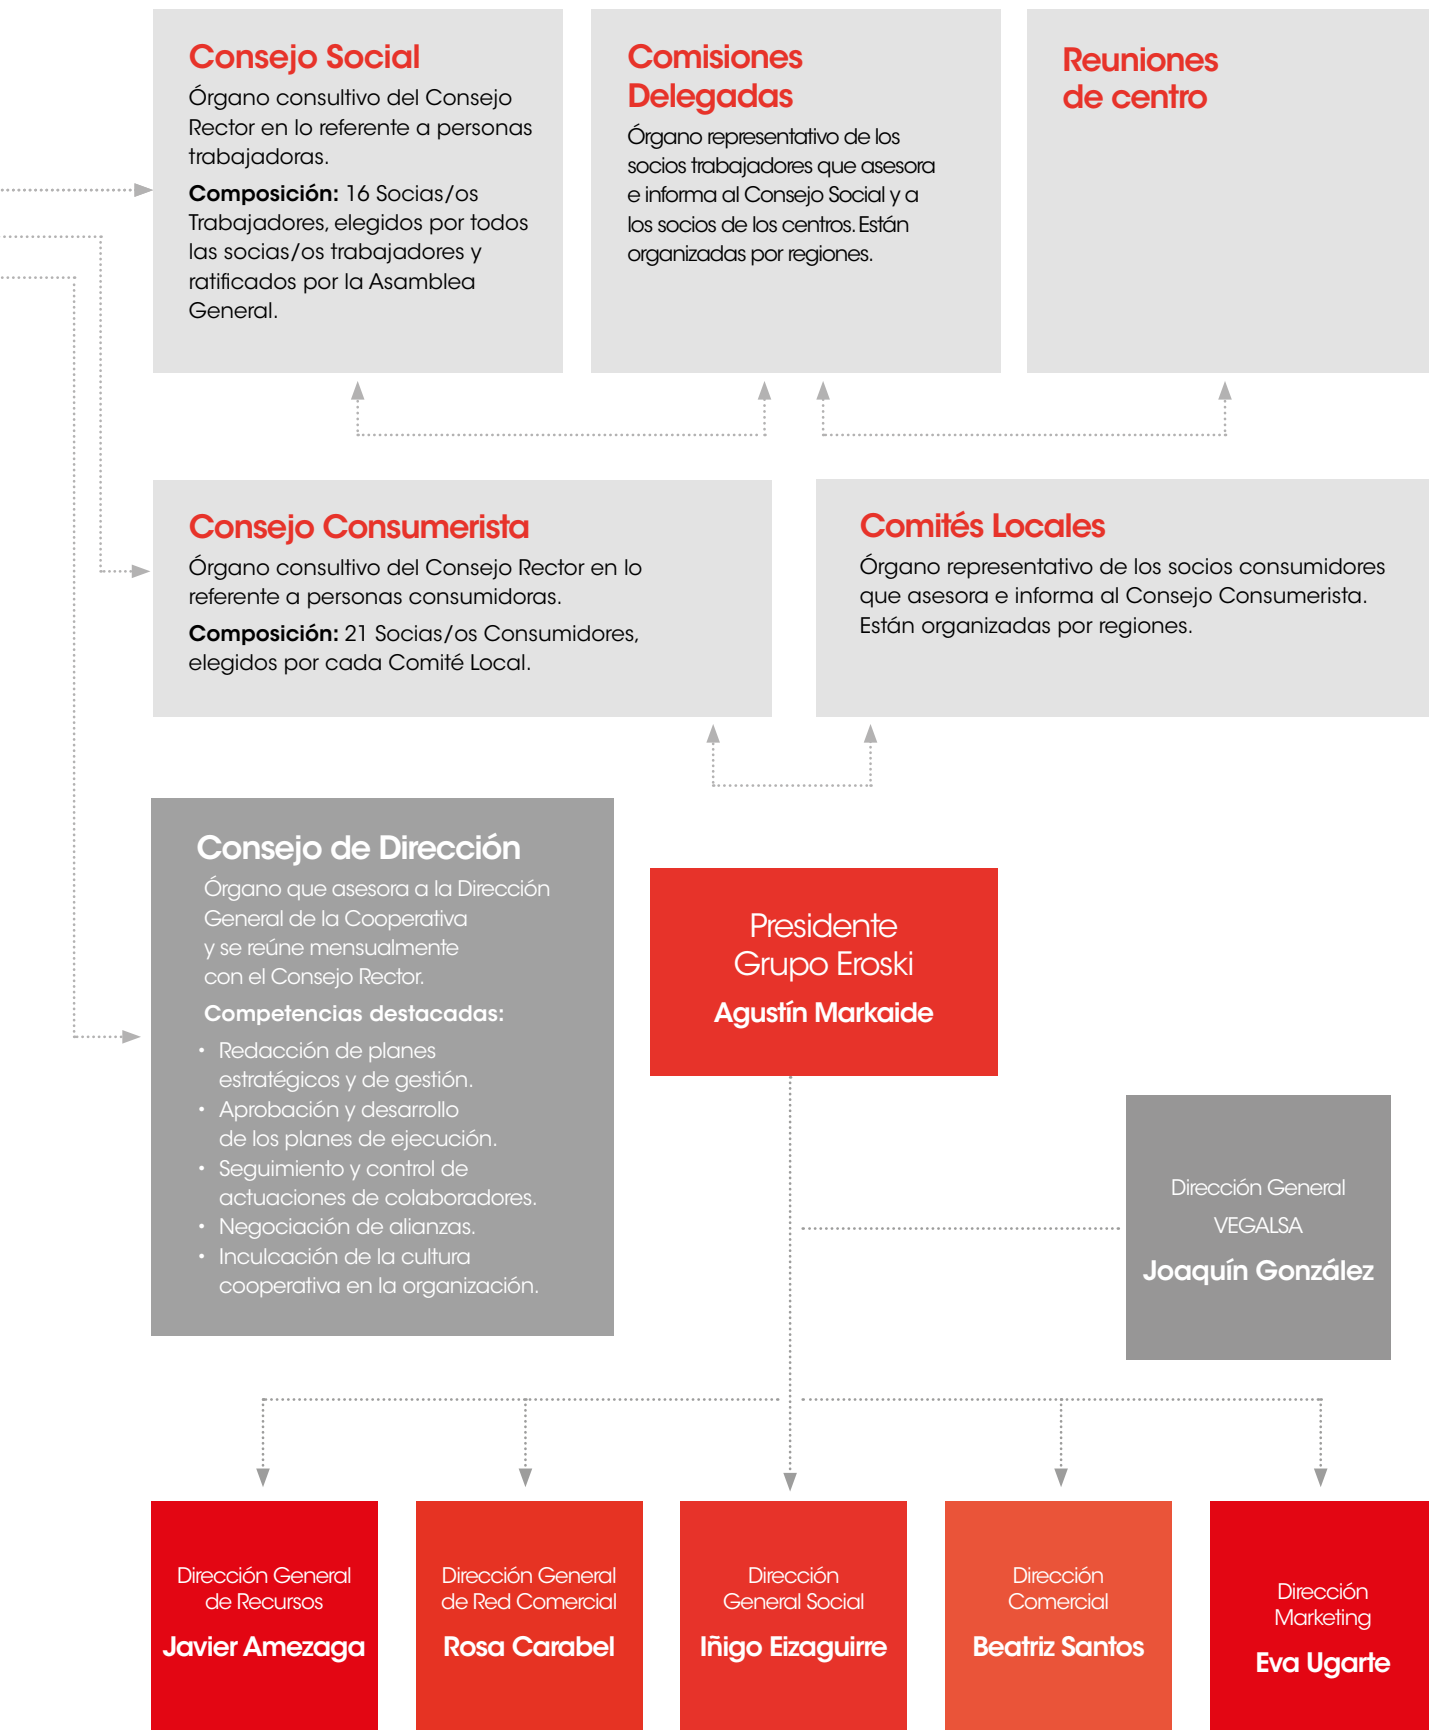 Consejo Social
Órgano consultivo del Consejo
Rector en lo referente a personas
trabajadoras.
Composición: 16 Socias/os
Trabajadores, elegidos por todos
las socias/os trabajadores y
ratificados por la Asamblea
General.
Comisiones
Delegadas
Órgano representativo de los
socios trabajadores que asesora
e informa al Consejo Social y a
los socios de los centros. Están
organizadas por regiones.
Reuniones
de centro
Consejo Consumerista
Órgano consultivo del Consejo Rector en lo
referente a personas consumidoras.
Composición: 21 Socias/os Consumidores,
elegidos por cada Comité Local.
Comités Locales
Órgano representativo de los socios consumidores
que asesora e informa al Consejo Consumerista.
Están organizadas por regiones.
Consejo de Dirección
Órgano que asesora a la Dirección
General de la Cooperativa
y se reúne mensualmente
con el Consejo Rector.
Competencias destacadas:
• Redacción de planes
estratégicos y de gestión.
• Aprobación y desarrollo
de los planes de ejecución.
• Seguimiento y control de
actuaciones de colaboradores.
• Negociación de alianzas.
• Inculcación de la cultura
cooperativa en la organización.
Presidente
Grupo Eroski
Agustín Markaide
Dirección General
VEGALSA
Joaquín González
Dirección General
de Recursos
Javier Amezaga
Dirección General
de Red Comercial
Rosa Carabel
Dirección
General Social
Iñigo Eizaguirre
Dirección
Comercial
Beatriz Santos
Dirección
Marketing
Eva Ugarte